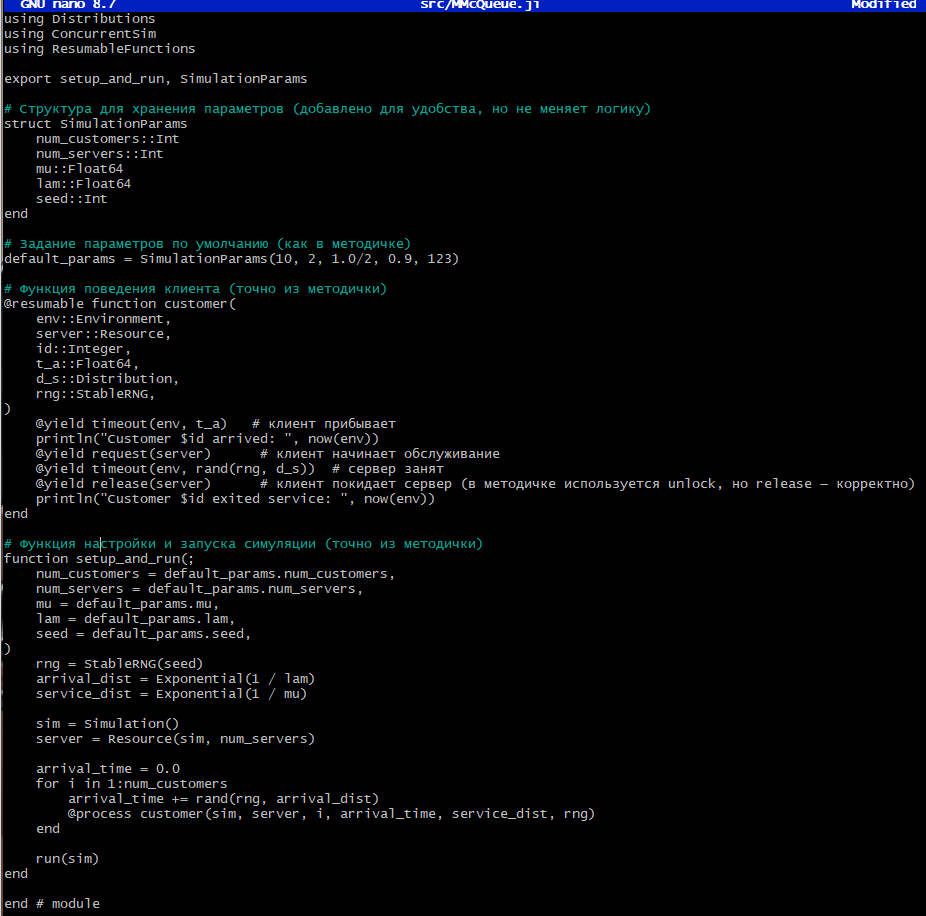 GNU nano 8.7 src/MMcQueue.jl Modified
using Distributions
using ConcurrentSim
using ResumableFunctions
export setup_and_run, SimulationParams
# Структура для хранения параметров (добавлено для удобства, но не меняет логику)
struct SimulationParams
    num_customers::Int
    num_servers::Int
    mu::Float64
    lam::Float64
    seed::Int
end
# Задание параметров по умолчанию (как в методичке)
default_params = SimulationParams(10, 2, 1.0/2, 0.9, 123)
# Функция поведения клиента (точно из методички)
@resumable function customer(
    env::Environment,
    server::Resource,
    id::Integer,
    t_a::Float64,
    d_s::Distribution,
    rng::StableRNG,
)
    @yield timeout(env, t_a)   # клиент прибывает
    println("Customer $id arrived: ", now(env))
    @yield request(server)      # клиент начинает обслуживание
    @yield timeout(env, rand(rng, d_s))  # сервер занят
    @yield release(server)      # клиент покидает сервер (в методичке используется unlock, но release — корректно)
    println("Customer $id exited service: ", now(env))
end
# Функция настройки и запуска симуляции (точно из методички)
function setup_and_run(;
    num_customers = default_params.num_customers,
    num_servers = default_params.num_servers,
    mu = default_params.mu,
    lam = default_params.lam,
    seed = default_params.seed,
)
    rng = StableRNG(seed)
    arrival_dist = Exponential(1 / lam)
    service_dist = Exponential(1 / mu)
    sim = Simulation()
    server = Resource(sim, num_servers)
    arrival_time = 0.0
    for i in 1:num_customers
        arrival_time += rand(rng, arrival_dist)
        @process customer(sim, server, i, arrival_time, service_dist, rng)
    end
    run(sim)
end
end # module